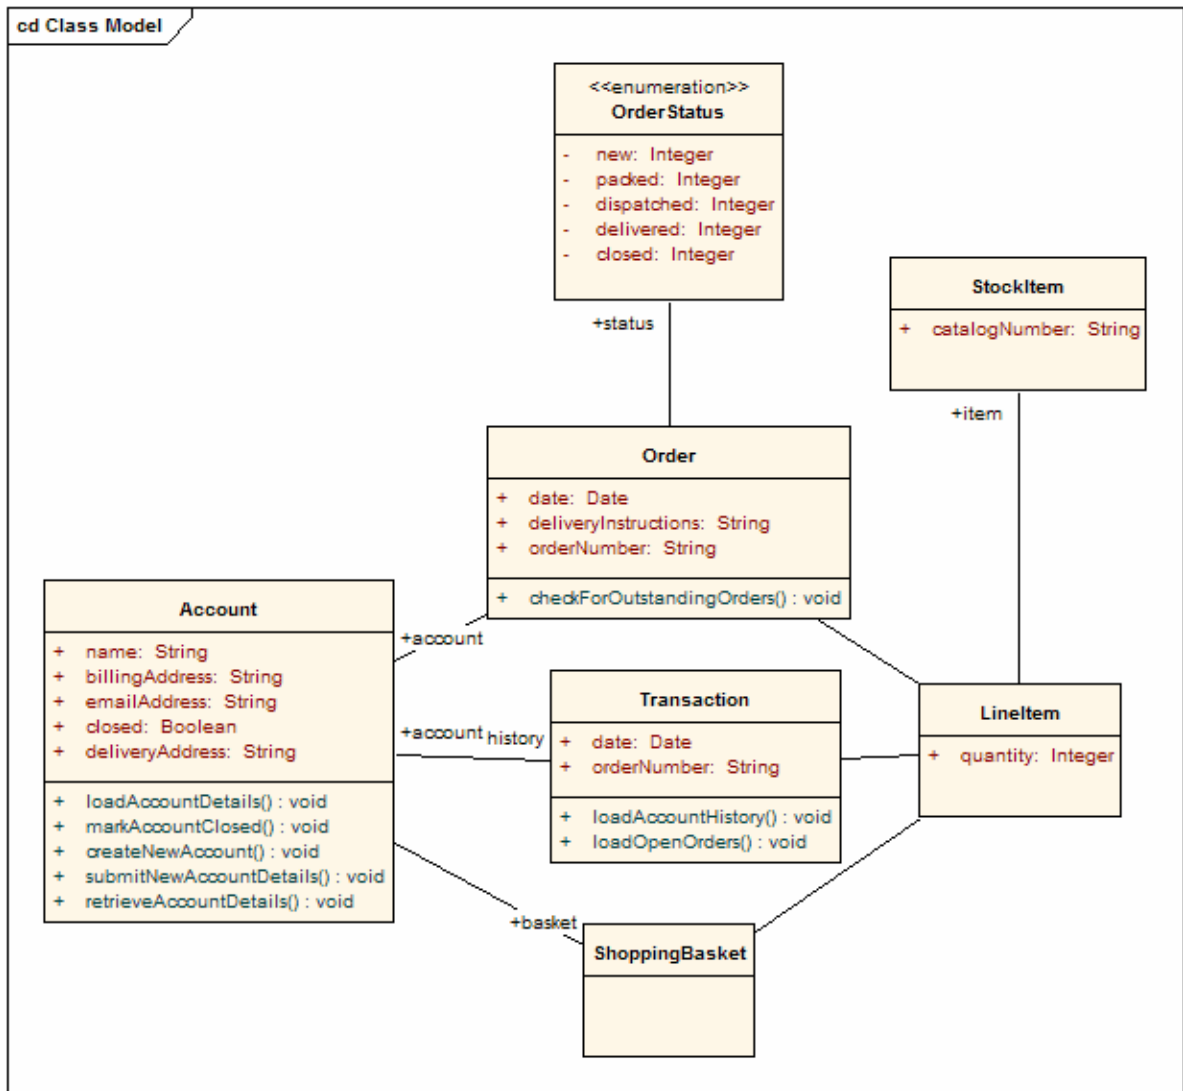 cd Class Model
<<enumeration>>
OrderStatus
- new: Integer
- packed: Integer
- dispatched: Integer
- delivered: Integer
- closed: Integer
+status
StockItem
+ catalogNumber: String
+item
Order
+ date: Date
+ deliveryInstructions: String
+ orderNumber: String
+ checkForOutstandingOrders() : void
Account
+ name: String
+ billingAddress: String
+ emailAddress: String
+ closed: Boolean
+ deliveryAddress: String
+ loadAccountDetails() : void
+ markAccountClosed() : void
+ createNewAccount() : void
+ submitNewAccountDetails() : void
+ retrieveAccountDetails() : void
+account
+account
history
Transaction
+ date: Date
+ orderNumber: String
+ loadAccountHistory() : void
+ loadOpenOrders() : void
LineItem
+ quantity: Integer
+basket
ShoppingBasket